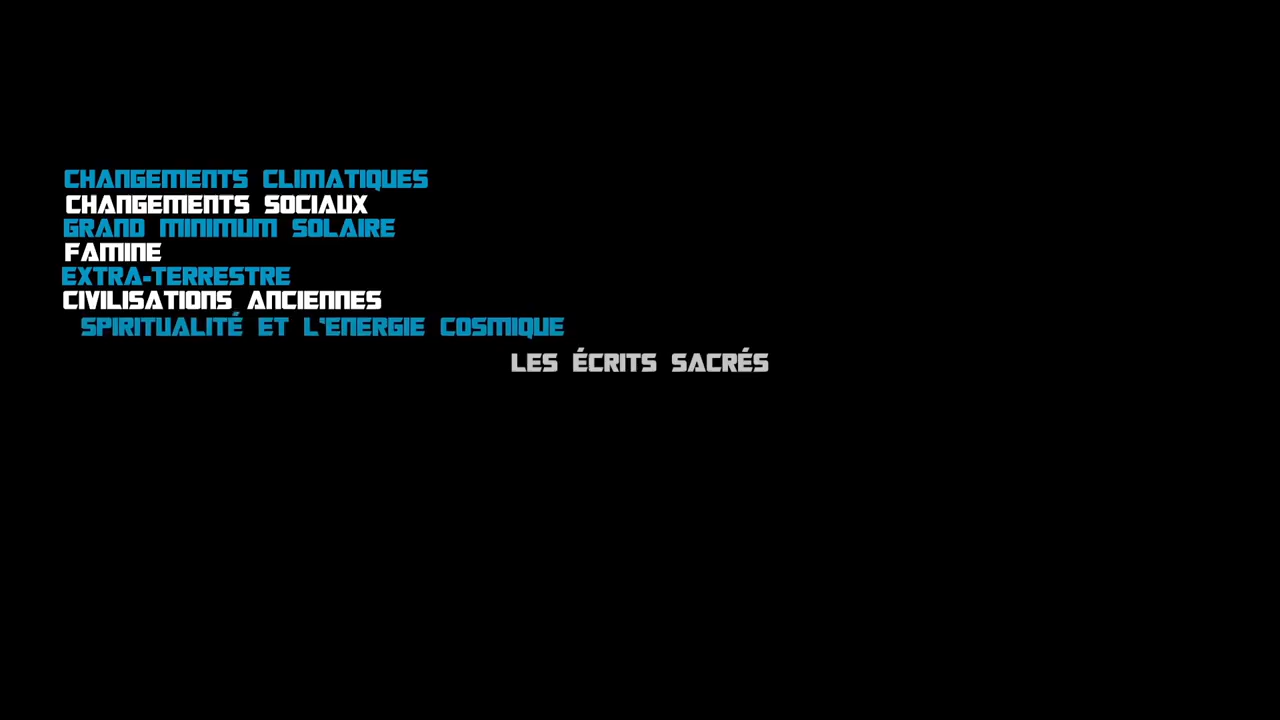 CHANGEMENTS CLIMATIQUES
CHANGEMENTS SOCIAUX
GRAND MINIMUM SOLAIRE
FAMINE
EXTRA-TERRESTRE
CIVILISATIONS ANCIENNES
SPIRITUALITÉ ET L'ENERGIE COSMIQUE
LES ÉCRITS SACRÉS